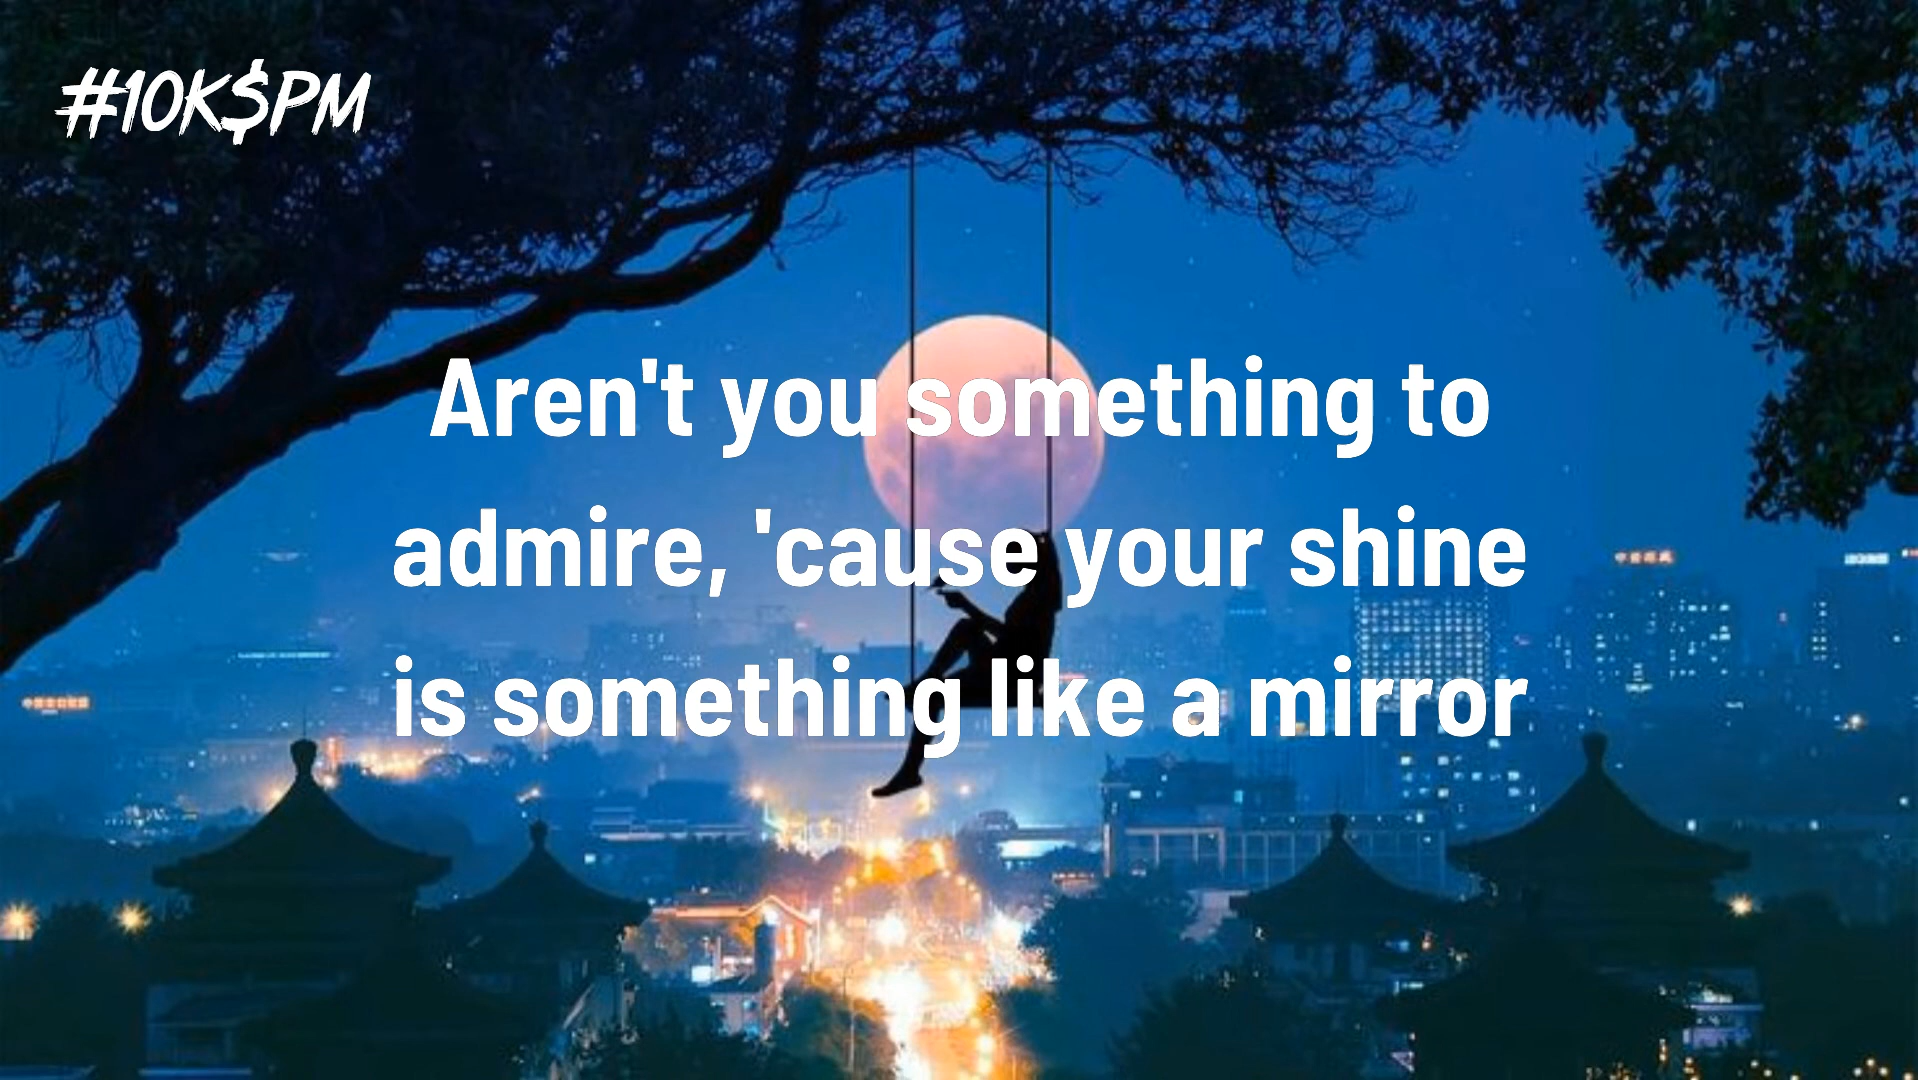 #10K$PM
Aren't you something to
admire, 'cause your shine
is something like a mirror